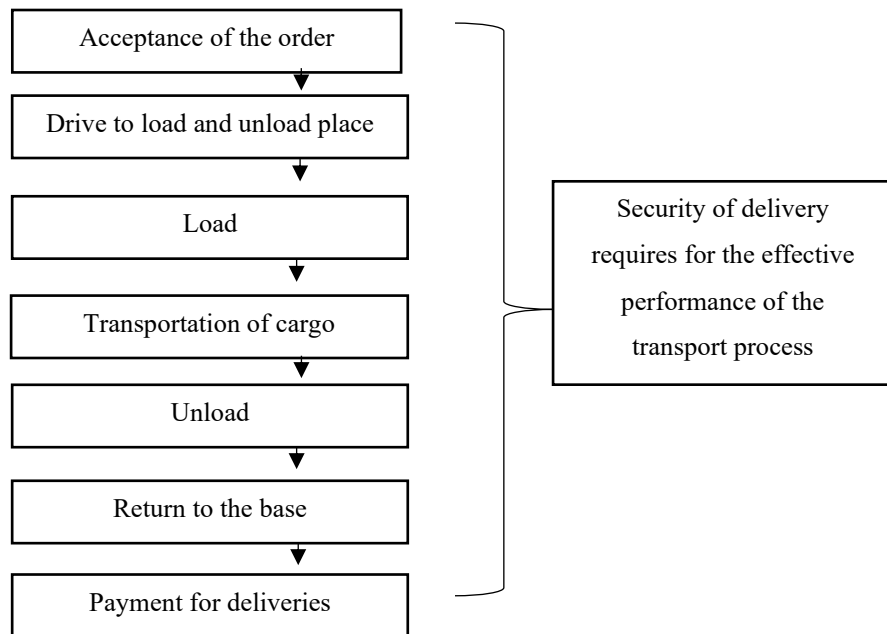 Acceptance of the order
Drive to load and unload place
Load
Transportation of cargo
Unload
Return to the base
Payment for deliveries
Security of delivery
requires for the effective
performance of the
transport process